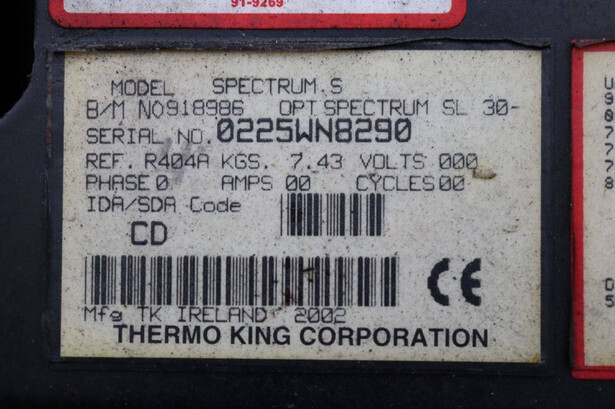 91-9269
MODEL SPECTRUM S
B/M NO918986 OPT SPECTRUM SL 30-
SERIAL NO. 0225WN8290
REF. R404A KGS. 7.43 VOLTS 000
PHASE 0 AMPS 00 CYCLES 00
IDA/SDA Code
CD
CE
Mfg TK IRELAND 2002
THERMO KING CORPORATION